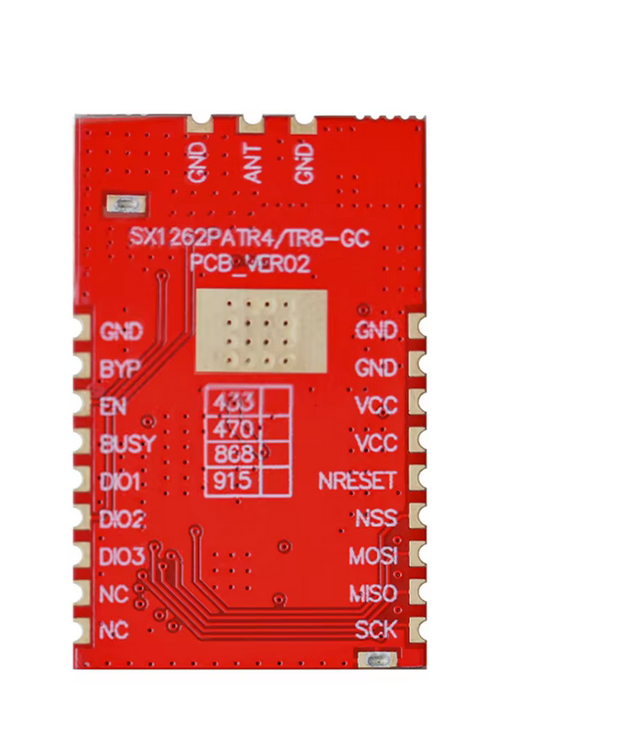 GND ANT GND
SX1262PATR4/TR8-GC
PCB_VER02
GND GND
BYP GND
EN VCC
BUSY VCC
DIO1 NRESET
DIO2 NSS
DIO3 MOSI
NC MISO
NC SCK
433
470
868
915